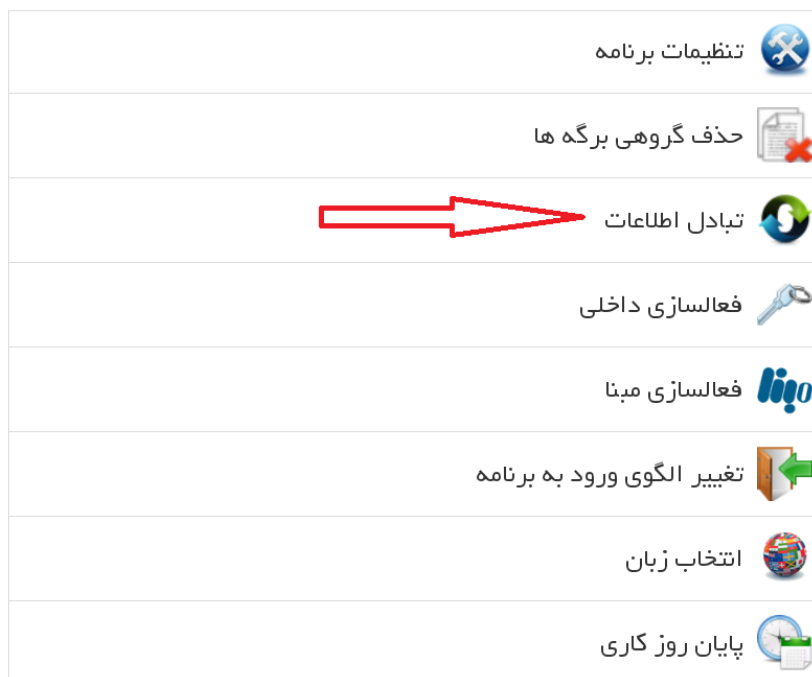 تنظیمات برنامه
حذف گروهی برگه ها
تبادل اطلاعات
فعالسازی داخلی
فعالسازی مبنا
تغییر الگوی ورود به برنامه
انتخاب زبان
پایان روز کاری